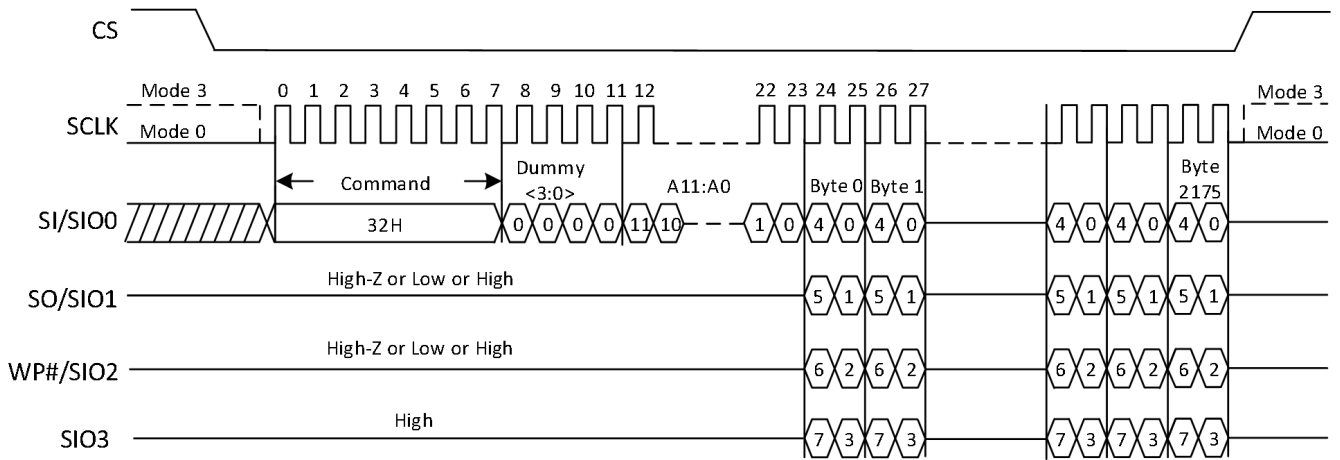 CS
0 1 2 3 4 5 6 7 8 9 10 11 12 22 23 24 25 26 27
Mode 3 Mode 3
SCLK
Mode 0 Mode 0
Command Dummy <3:0> A11:A0 Byte 0 Byte 1 Byte 2175
SI/SIO0 32H 0 0 0 0 11 10 1 0 4 0 4 0 4 0 4 0 4 0
High-Z or Low or High
SO/SIO1 5 1 5 1 5 1 5 1 5 1
High-Z or Low or High
WP#/SIO2 6 2 6 2 6 2 6 2 6 2
High
SIO3 7 3 7 3 7 3 7 3 7 3